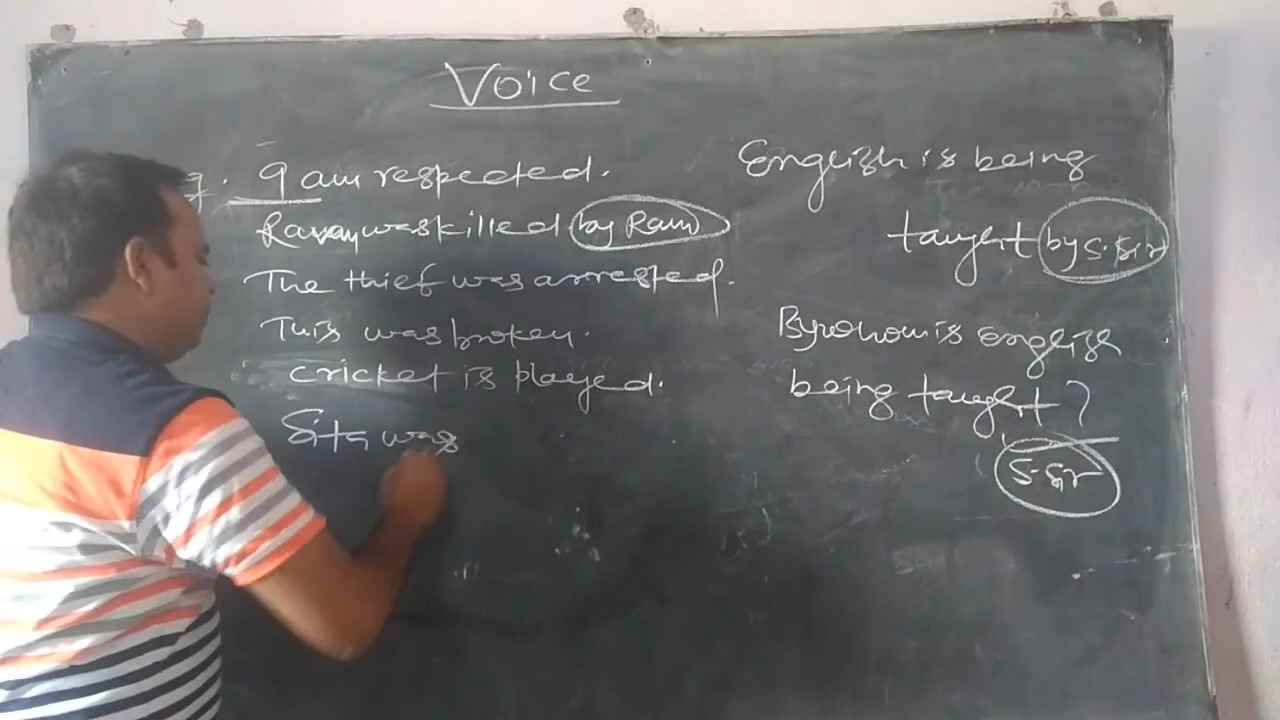 Voice
g. I am respected.
Ravan was killed by Ram
The thief was arrested.
This was broken.
cricket is played.
Sita was
English is being
taught by S. Sir
By whom is english
being taught?
S. Sir